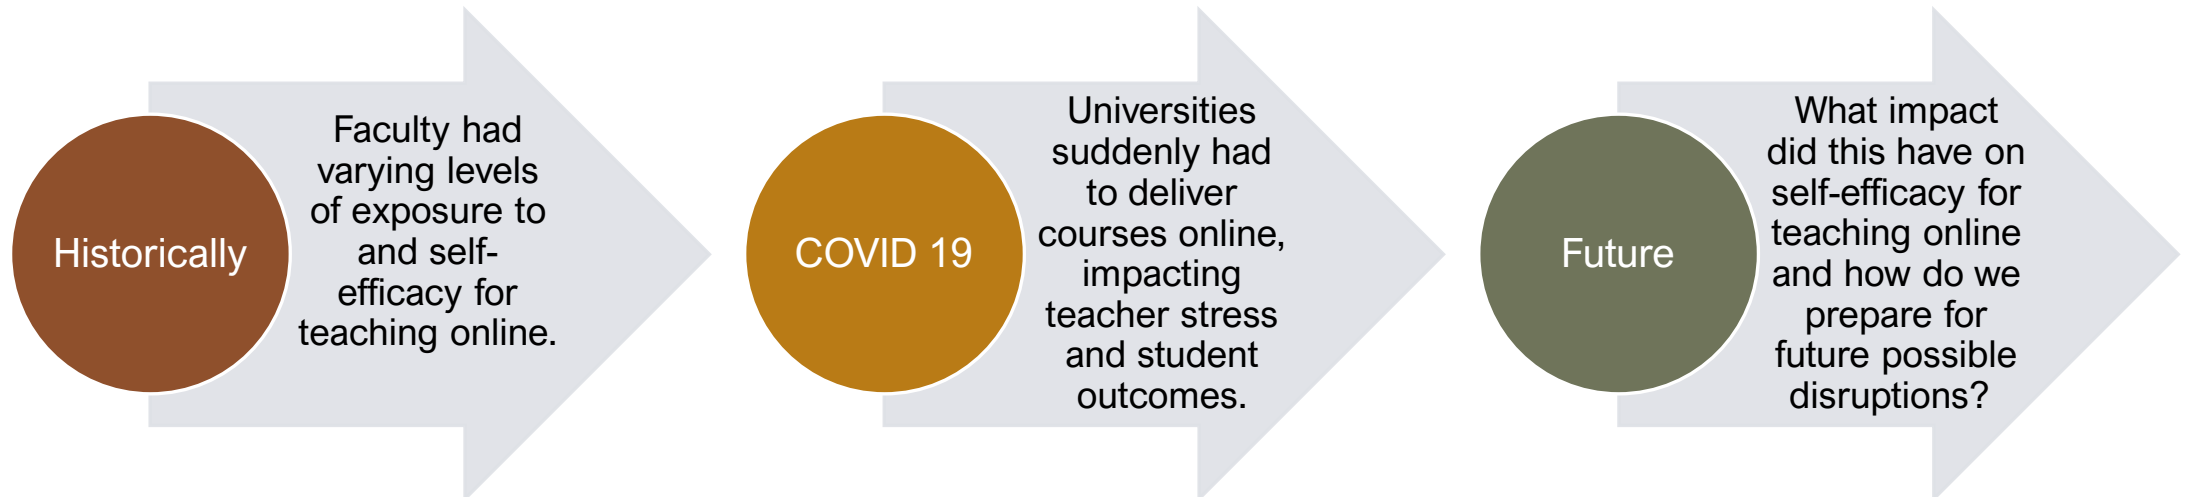 Historically
Faculty had
varying levels
of exposure to
and self-
efficacy for
teaching online.
COVID 19
Universities
suddenly had
to deliver
courses online,
impacting
teacher stress
and student
outcomes.
Future
What impact
did this have on
self-efficacy for
teaching online
and how do we
prepare for
future possible
disruptions?